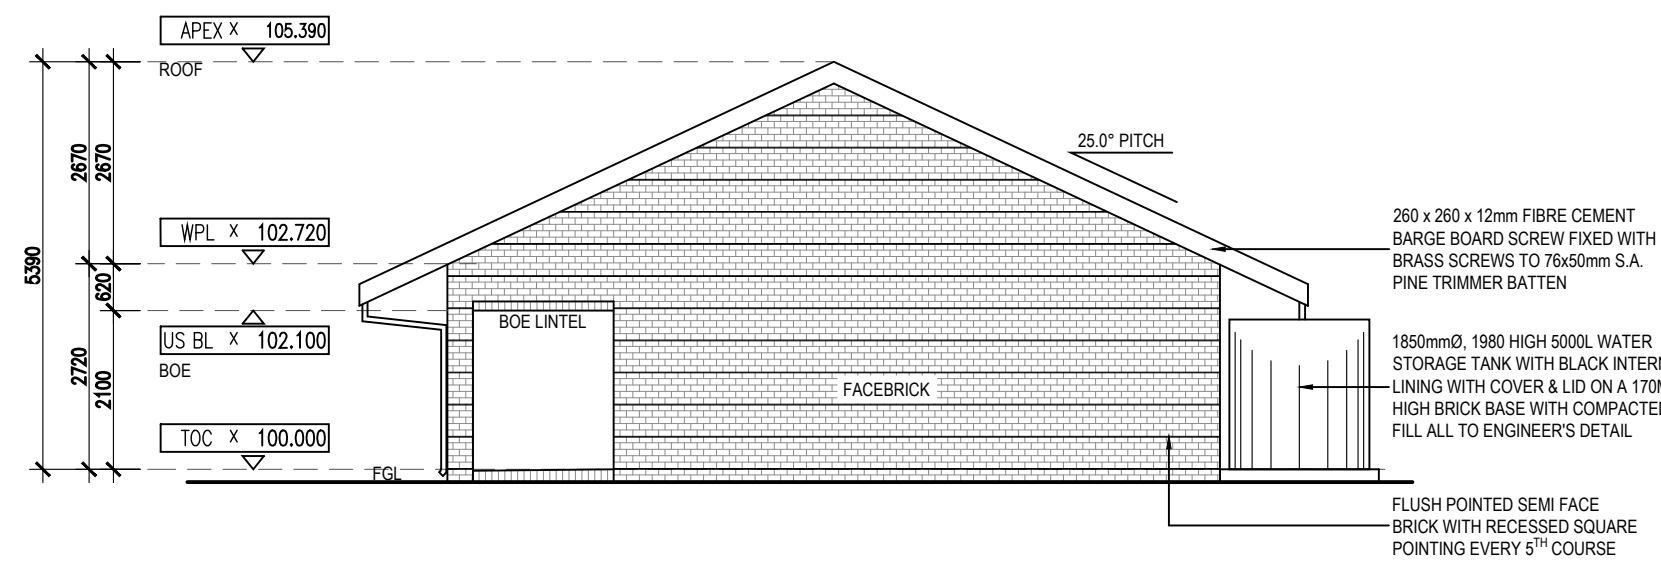 APEX X 105.390
ROOF
25.0° PITCH
2670
2670
WPL X 102.720
5390
620
260 x 260 x 12mm FIBRE CEMENT
BARGE BOARD SCREW FIXED WITH
BRASS SCREWS TO 76x50mm S.A.
PINE TRIMMER BATTEN
BOE LINTEL
US BL X 102.100
BOE
2720
2100
1850mmØ, 1980 HIGH 5000L WATER
STORAGE TANK WITH BLACK INTERN
LINING WITH COVER & LID ON A 170M
HIGH BRICK BASE WITH COMPACTED
FILL ALL TO ENGINEER'S DETAIL
FACEBRICK
TOC X 100.000
FGL
FLUSH POINTED SEMI FACE
BRICK WITH RECESSED SQUARE
POINTING EVERY 5TH COURSE